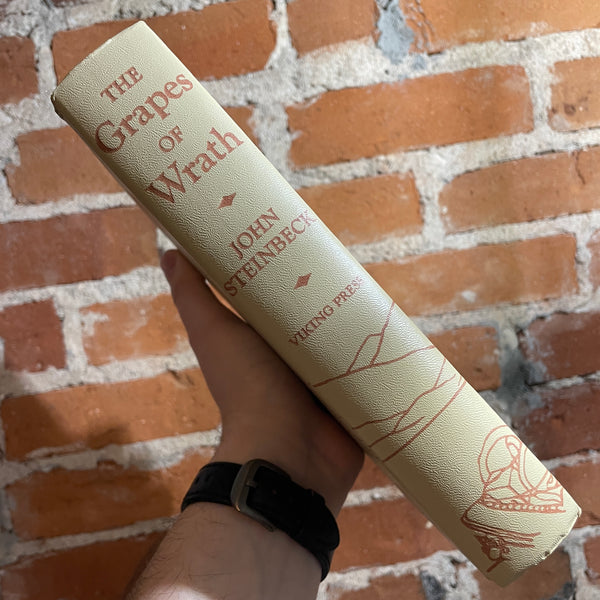 THE
Grapes
OF
Wrath
JOHN
STEINBECK
VIKING PRESS